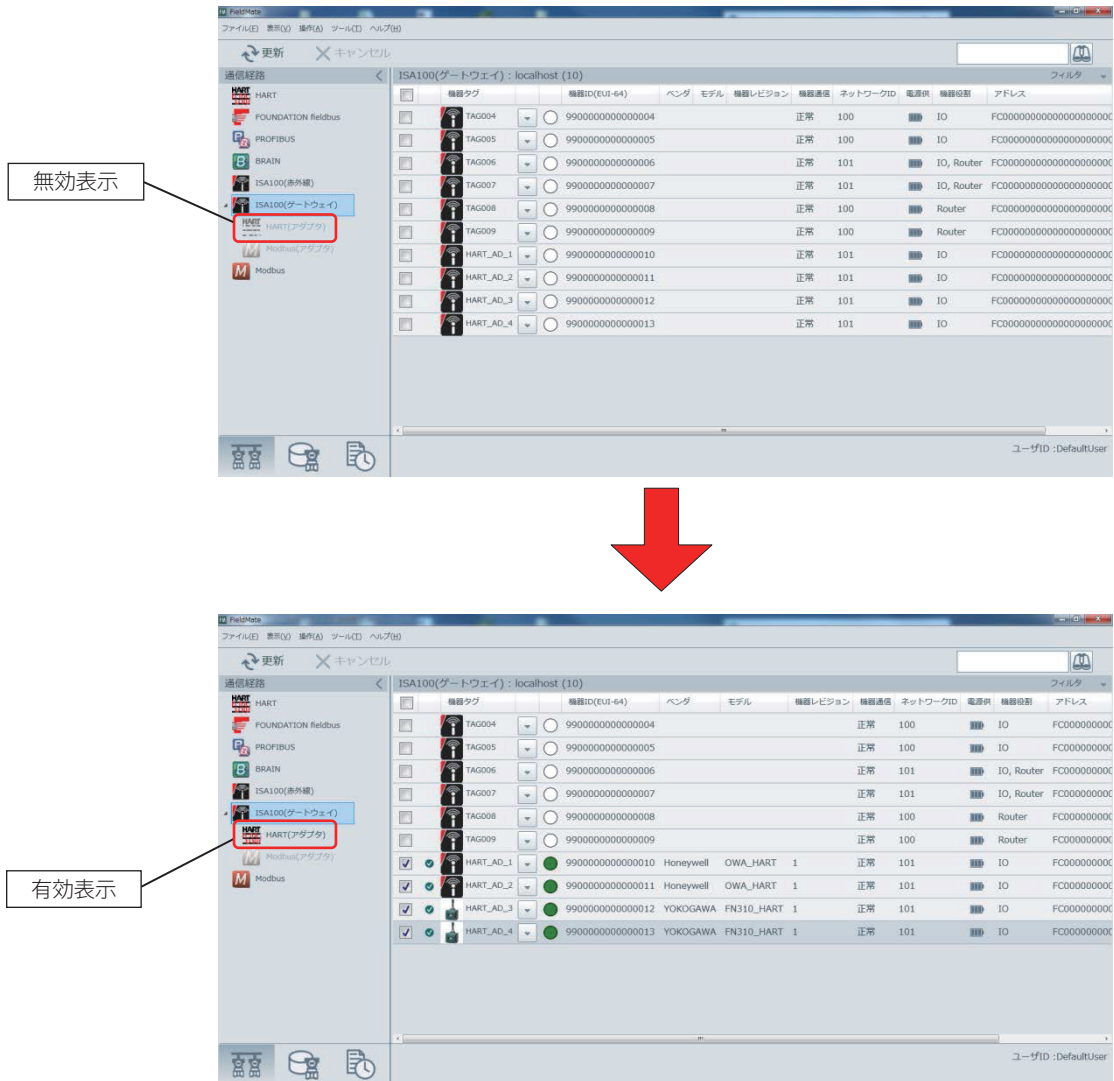 FieldMate
ファイル(F) 表示(V) 操作(A) ツール(T) ヘルプ(H)
更新 キャンセル
通信経路 ISA100(ゲートウェイ) : localhost (10) フィルタ
HART
FOUNDATION fieldbus
PROFIBUS
BRAIN
ISA100(赤外線)
ISA100(ゲートウェイ)
HART(アダプタ)
Modbus(アダプタ)
Modbus
無効表示
機器タグ 機器ID(EUI-64) ベンダ モデル 機器レビジョン 機器通信 ネットワークID 電源供 機器役割 アドレス
TAG004 9900000000000004 正常 100 IO
TAG005 9900000000000005 正常 100 IO
TAG006 9900000000000006 正常 101 IO, Router
TAG007 9900000000000007 正常 101 IO, Router
TAG008 9900000000000008 正常 100 Router
TAG009 9900000000000009 正常 100 Router
HART_AD_1 9900000000000010 正常 101 IO
HART_AD_2 9900000000000011 正常 101 IO
HART_AD_3 9900000000000012 正常 101 IO
HART_AD_4 9900000000000013 正常 101 IO
ユーザID :DefaultUser
FieldMate
ファイル(F) 表示(V) 操作(A) ツール(T) ヘルプ(H)
更新 キャンセル
通信経路 ISA100(ゲートウェイ) : localhost (10) フィルタ
HART
FOUNDATION fieldbus
PROFIBUS
BRAIN
ISA100(赤外線)
ISA100(ゲートウェイ)
HART(アダプタ)
Modbus(アダプタ)
Modbus
有効表示
機器タグ 機器ID(EUI-64) ベンダ モデル 機器レビジョン 機器通信 ネットワークID 電源供 機器役割 アドレス
TAG004 9900000000000004 正常 100 IO
TAG005 9900000000000005 正常 100 IO
TAG006 9900000000000006 正常 101 IO, Router
TAG007 9900000000000007 正常 101 IO, Router
TAG008 9900000000000008 正常 100 Router
TAG009 9900000000000009 正常 100 Router
HART_AD_1 9900000000000010 Honeywell OWA_HART 1 正常 101 IO
HART_AD_2 9900000000000011 Honeywell OWA_HART 1 正常 101 IO
HART_AD_3 9900000000000012 YOKOGAWA FN310_HART 1 正常 101 IO
HART_AD_4 9900000000000013 YOKOGAWA FN310_HART 1 正常 101 IO
ユーザID :DefaultUser